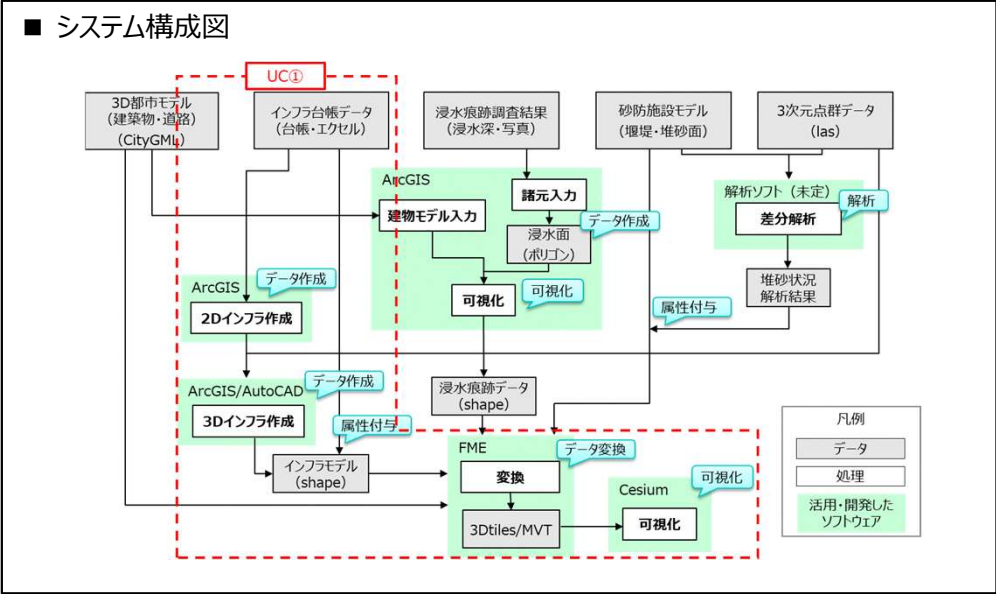 ■ システム構成図
UC①
3D都市モデル
(建築物・道路)
(CityGML)
インフラ台帳データ
(台帳・エクセル)
浸水痕跡調査結果
(浸水深・写真)
砂防施設モデル
(堰堤・堆砂面)
3次元点群データ
(las)
ArcGIS
諸元入力
建物モデル入力
データ作成
浸水面
(ポリゴン)
可視化
可視化
解析ソフト（未定）
解析
差分解析
堆砂状況
解析結果
属性付与
ArcGIS
データ作成
2Dインフラ作成
ArcGIS/AutoCAD
データ作成
3Dインフラ作成
属性付与
インフラモデル
(shape)
浸水痕跡データ
(shape)
FME
データ変換
変換
3Dtiles/MVT
Cesium
可視化
可視化
凡例
データ
処理
活用・開発した
ソフトウェア